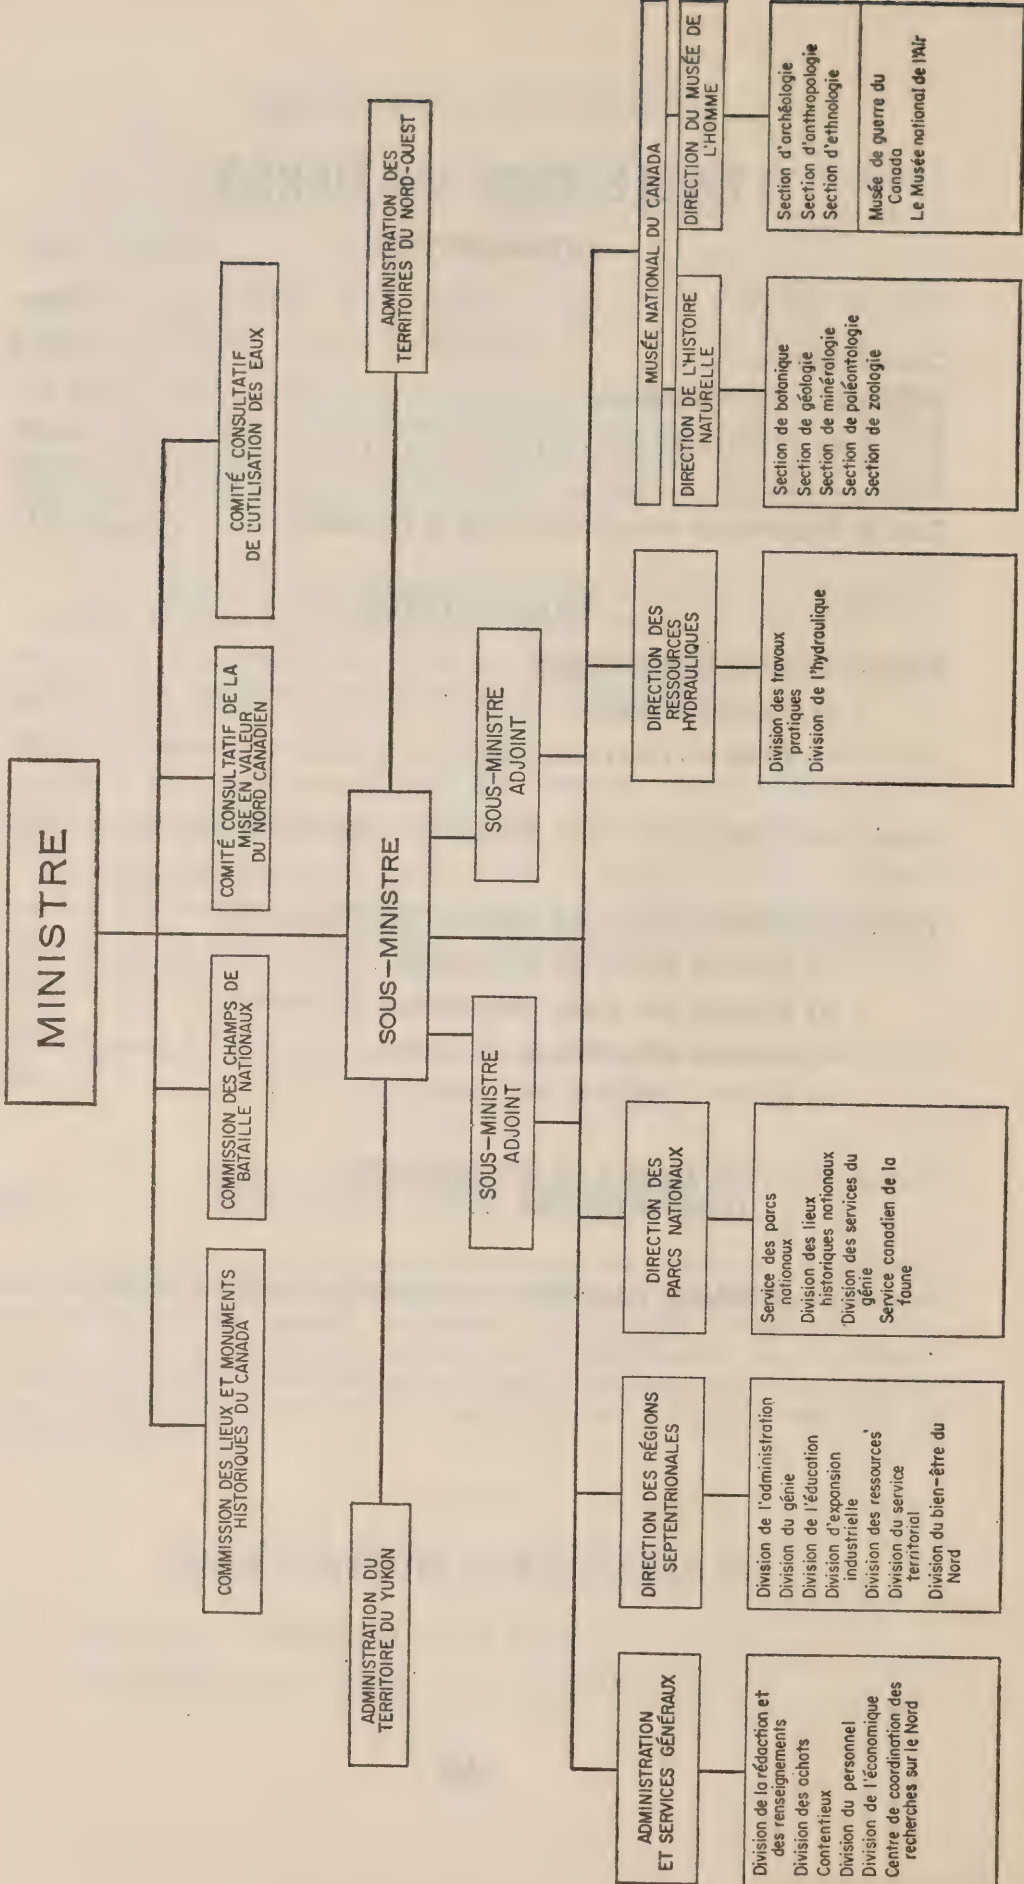 MINISTRE
COMMISSION DES LIEUX ET MONUMENTS
HISTORIQUES DU CANADA
COMMISSION DES CHAMPS DE
BATAILLE NATIONAUX
COMITÉ CONSULTATIF DE LA
MISE EN VALEUR
DU NORD CANADIEN
COMITÉ CONSULTATIF
DE L'UTILISATION DES EAUX
ADMINISTRATION DU
TERRITOIRE DU YUKON
SOUS-MINISTRE
ADMINISTRATION DES
TERRITOIRES DU NORD-OUEST
SOUS-MINISTRE
ADJOINT
SOUS-MINISTRE
ADJOINT
ADMINISTRATION
ET SERVICES GÉNÉRAUX
Division de la rédaction et
des renseignements
Division des achats
Contentieux
Division du personnel
Division de l'économique
Centre de coordination des
recherches sur le Nord
DIRECTION DES RÉGIONS
SEPTENTRIONALES
Division de l'administration
Division du génie
Division de l'éducation
Division d'expansion
industrielle
Division des ressources
Division du service
territorial
Division du bien-être du
Nord
DIRECTION DES
PARCS NATIONAUX
Service des parcs
nationaux
Division des lieux
historiques nationaux
Division des services du
génie
Service canadien de la
faune
DIRECTION DES
RESSOURCES
HYDRAULIQUES
Division des travaux
pratiques
Division de l'hydraulique
MUSÉE NATIONAL DU CANADA
DIRECTION DE L'HISTOIRE
NATURELLE
Section de botanique
Section de géologie
Section de minéralogie
Section de paléontologie
Section de zoologie
DIRECTION DU MUSÉE DE
L'HOMME
Section d'archéologie
Section d'anthropologie
Section d'ethnologie
Musée de guerre du
Canada
Le Musée national de l'Air